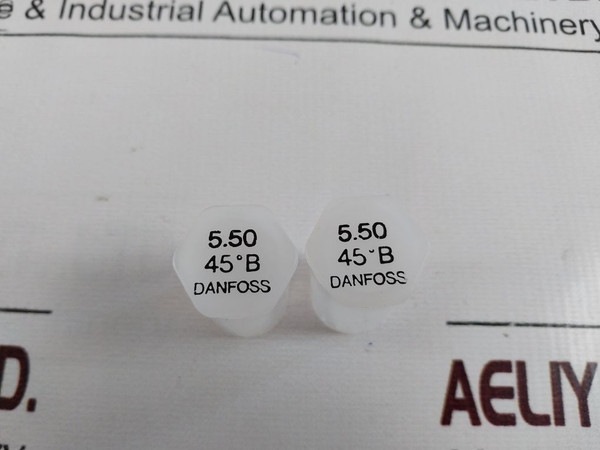 & Industrial Automation & Machinery
5.50
45°B
DANFOSS
5.50
45°B
DANFOSS
D.
AELIY